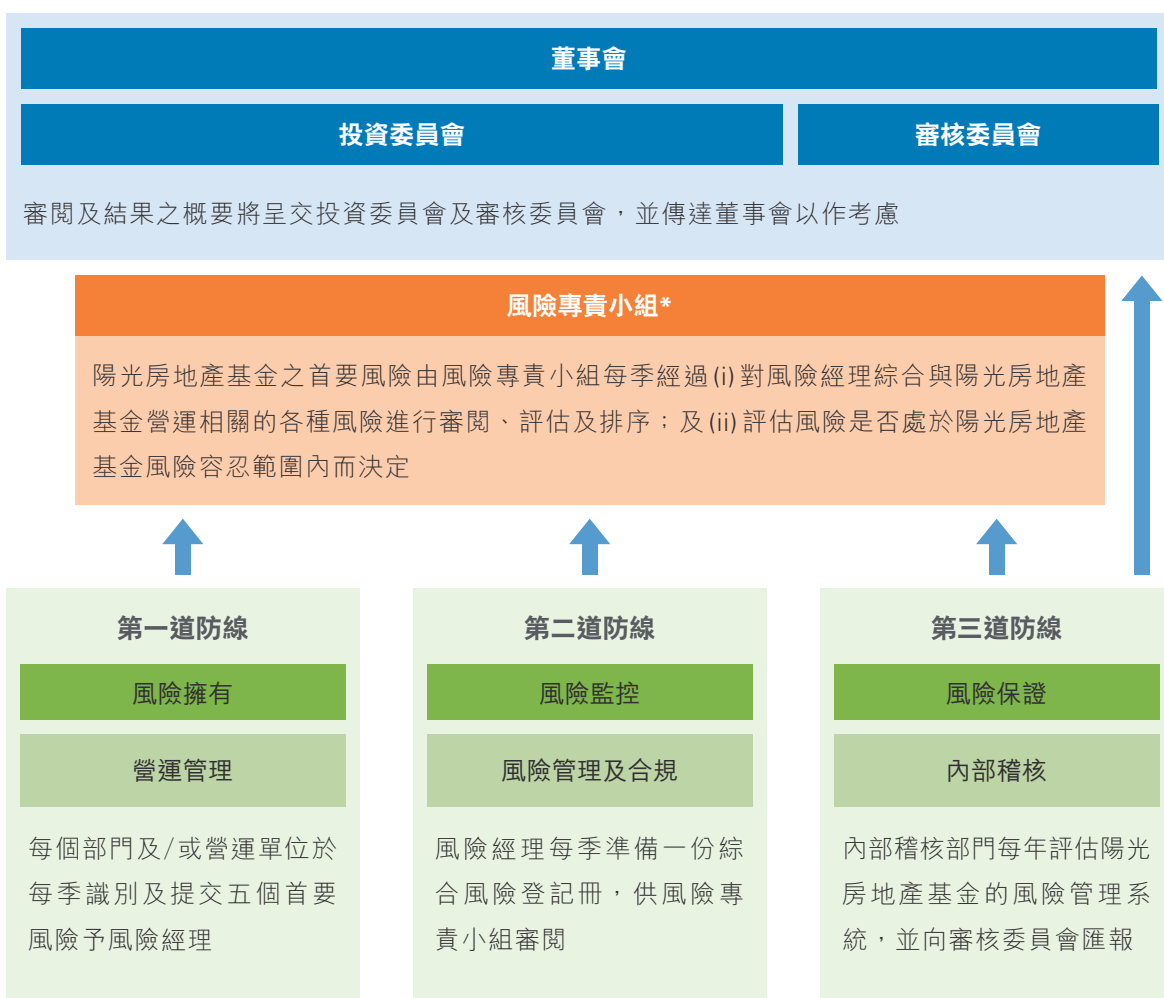 董事會
投資委員會
審核委員會
審閱及結果之概要將呈交投資委員會及審核委員會，並傳達董事會以作考慮
風險專責小組*
陽光房地產基金之首要風險由風險專責小組每季經過(i)對風險經理綜合與陽光房地產
基金營運相關的各種風險進行審閱、評估及排序；及(ii)評估風險是否處於陽光房地產
基金風險容忍範圍內而決定
第一道防線
風險擁有
營運管理
每個部門及/或營運單位於
每季識別及提交五個首要
風險予風險經理
第二道防線
風險監控
風險管理及合規
風險經理每季準備一份綜
合風險登記冊，供風險專
責小組審閱
第三道防線
風險保證
內部稽核
內部稽核部門每年評估陽光
房地產基金的風險管理系
統，並向審核委員會匯報